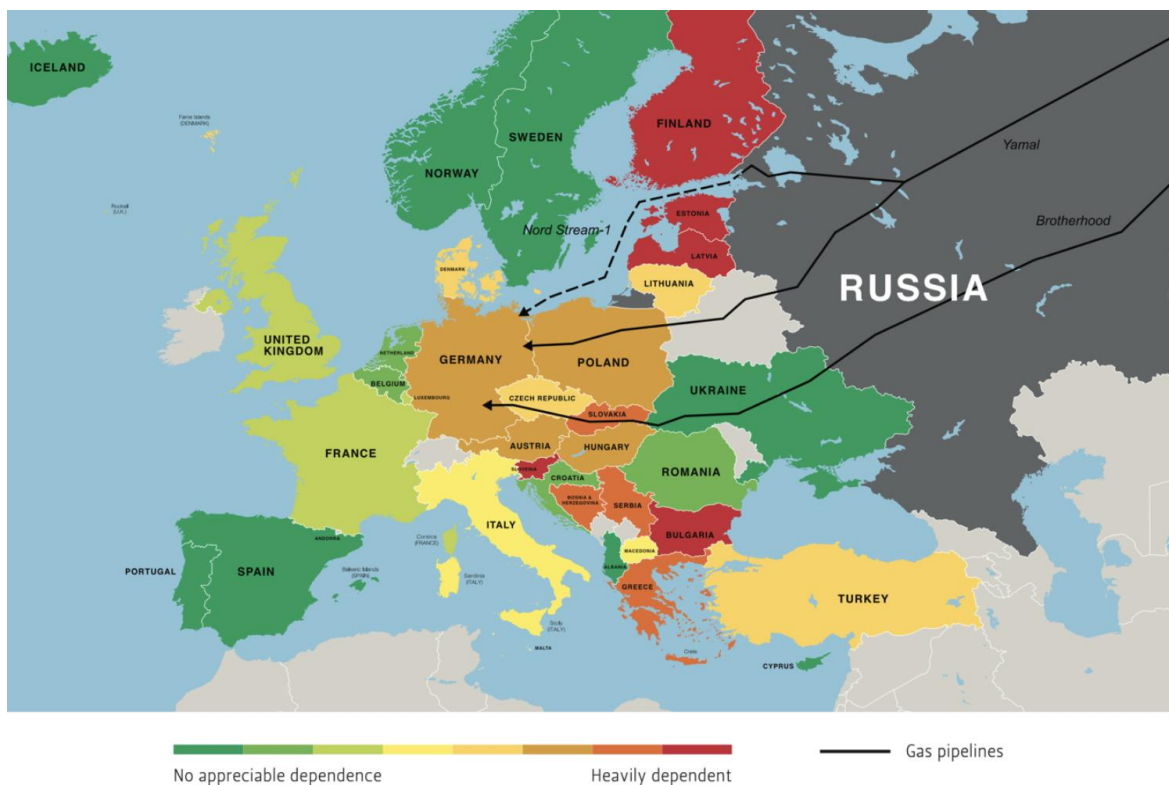 ICELAND
Faroe Islands
(DENMARK)
SWEDEN
FINLAND
NORWAY
Yamal
Rockall
(U.K.)
Nord Stream-1
ESTONIA
Brotherhood
LATVIA
DENMARK
LITHUANIA
RUSSIA
UNITED
KINGDOM
NETHERLAND
GERMANY
POLAND
BELGIUM
UKRAINE
LUXEMBOURG
CZECH REPUBLIC
SLOVAKIA
FRANCE
AUSTRIA
HUNGARY
SLOVENIA
ROMANIA
CROATIA
BOSNIA &
HERZEGOVINA
SERBIA
ITALY
BULGARIA
ANDORRA
Corsica
(FRANCE)
MACEDONIA
ALBANIA
PORTUGAL
SPAIN
Balearic Islands
(SPAIN)
Sardinia
(ITALY)
GREECE
TURKEY
Sicily
(ITALY)
MALTA
Crete
CYPRUS
Gas pipelines
No appreciable dependence
Heavily dependent